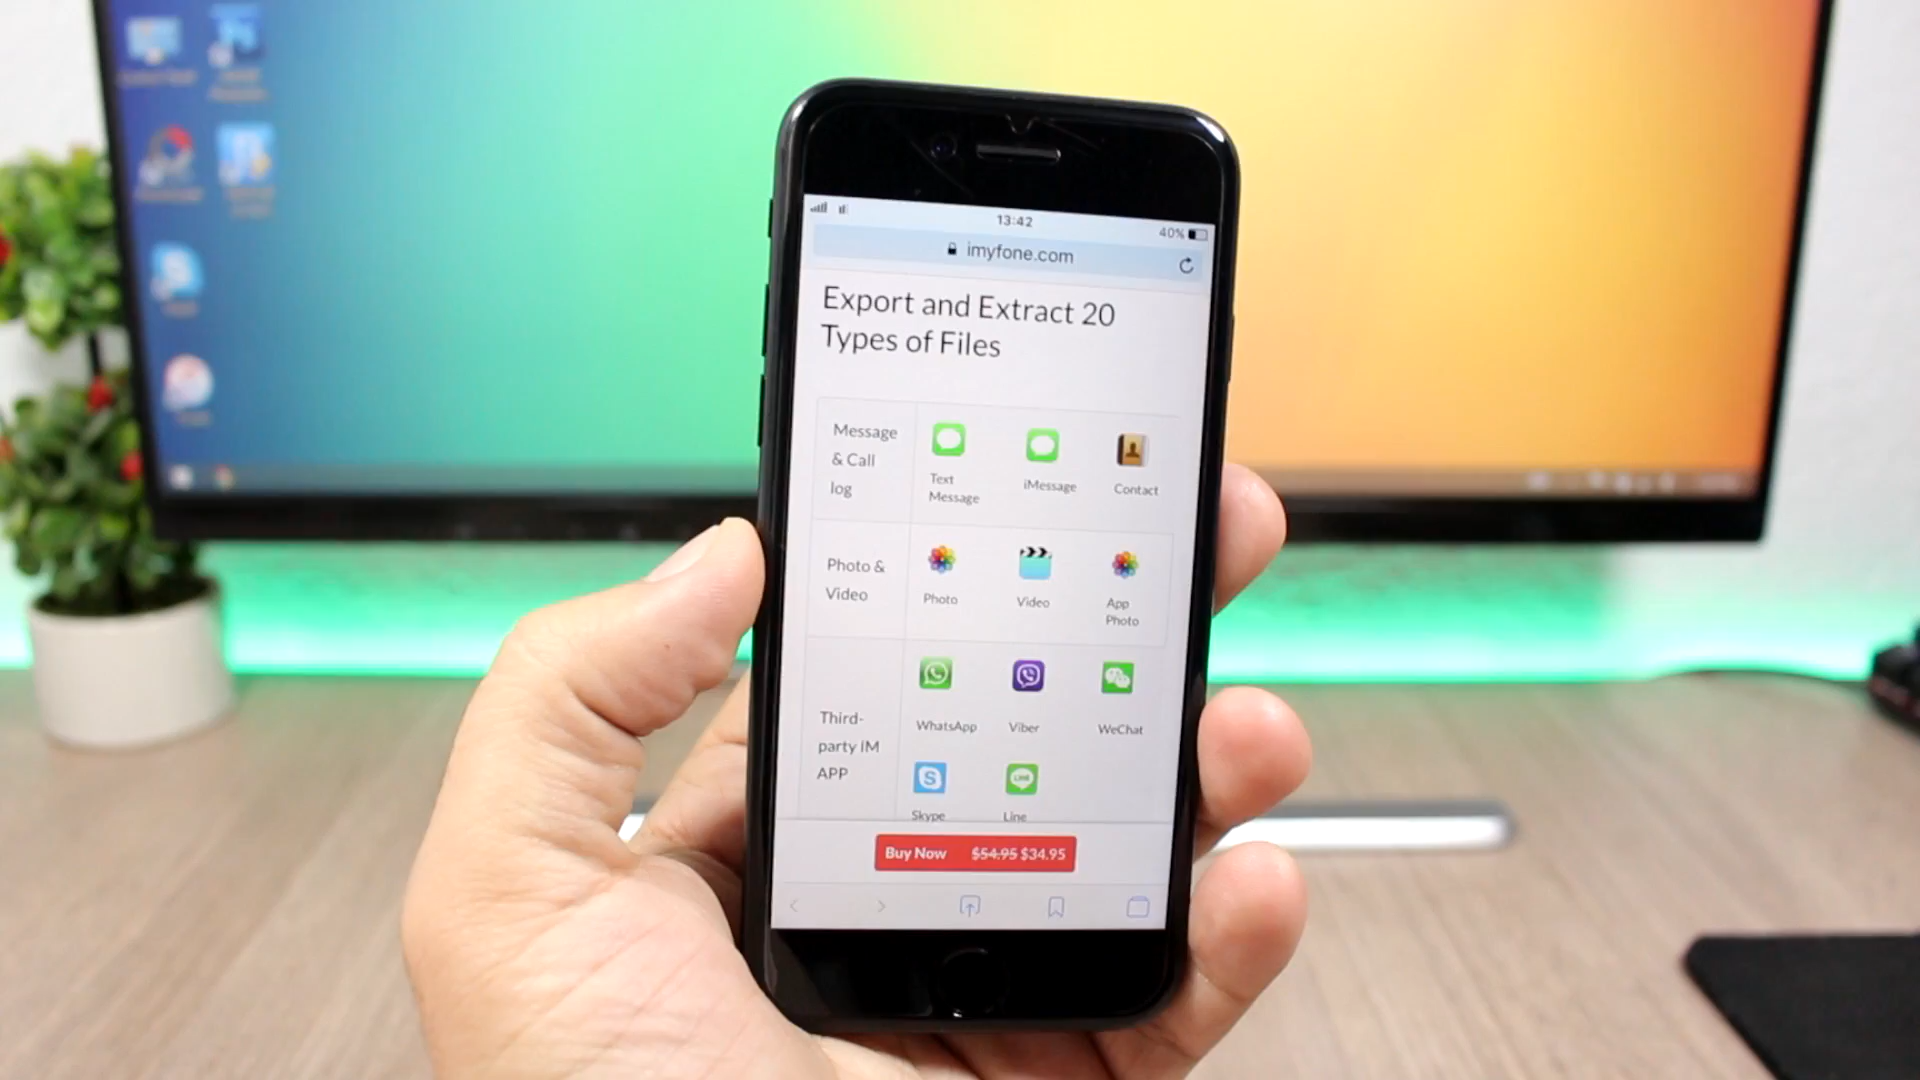 13:42
40%
imyfone.com
Export and Extract 20
Types of Files
Message
& Call
log
Text
Message
iMessage
Contact
Photo &
Video
Photo
Video
App
Photo
Third-
party IM
APP
WhatsApp
Viber
WeChat
S
LINE
Skype
Line
Buy Now $54.95 $34.95